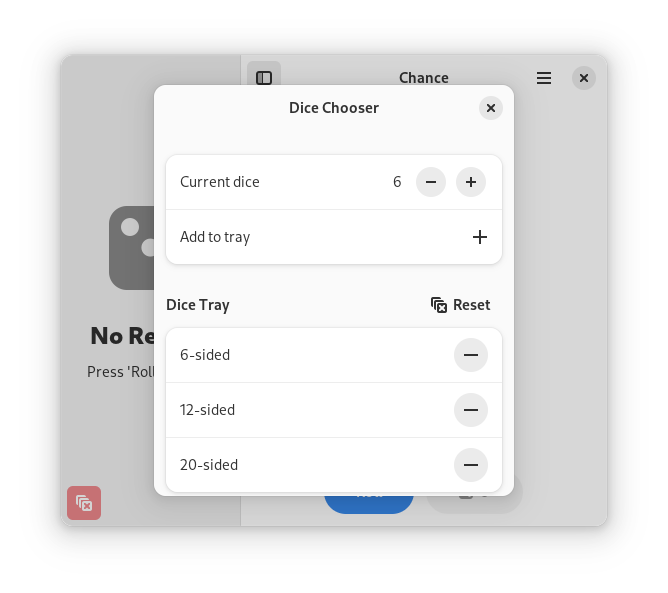 Chance
Dice Chooser
Current dice 6
Add to tray
Dice Tray Reset
6-sided
12-sided
20-sided
No Re
Press 'Roll